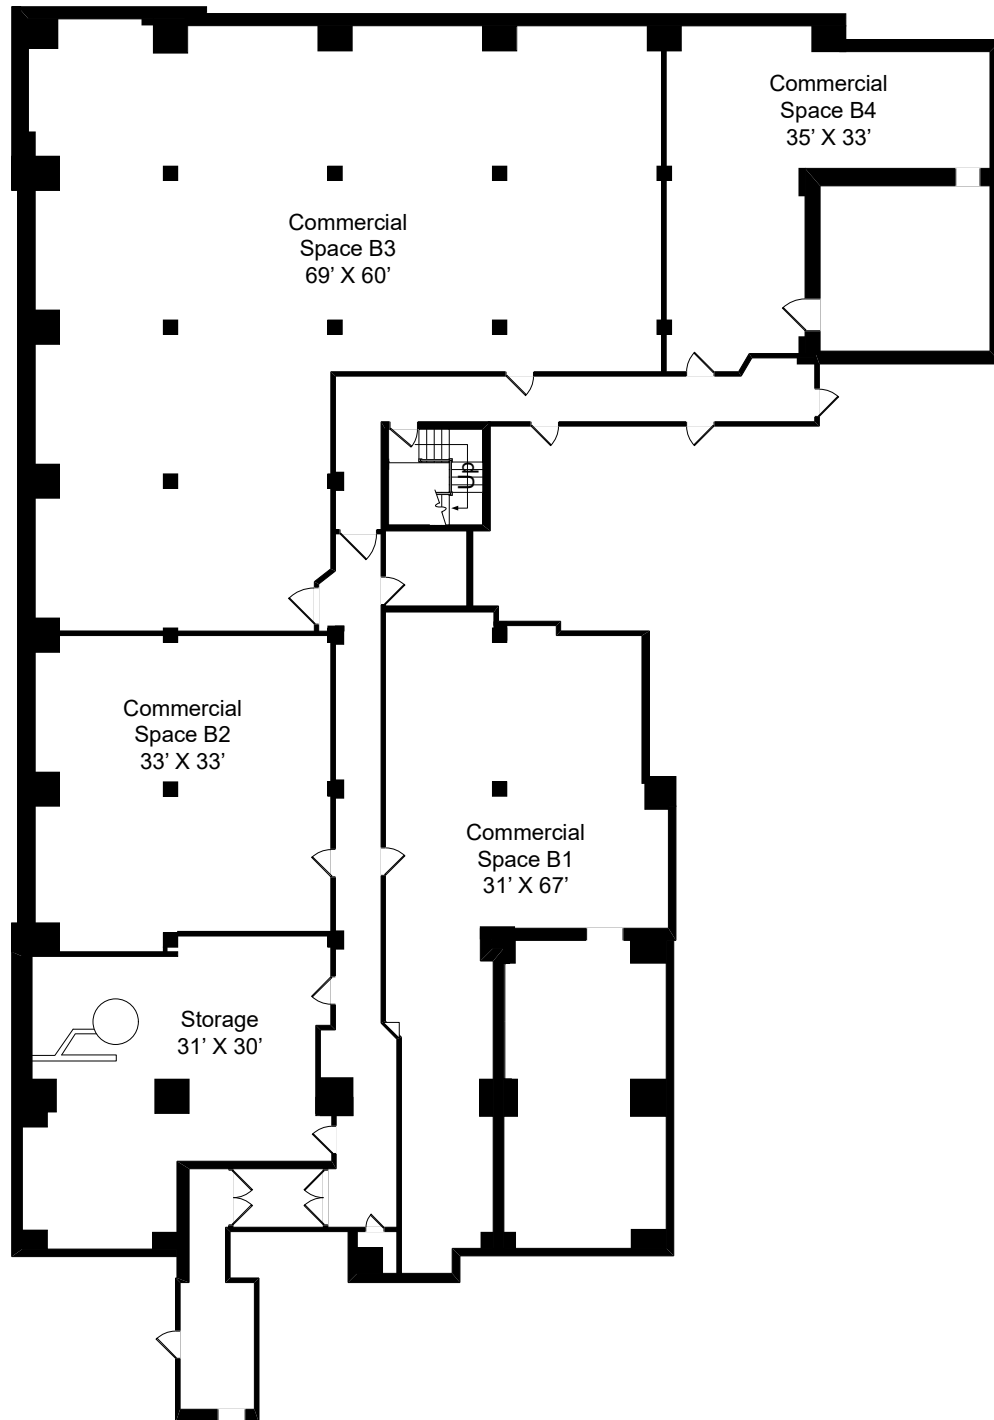 Commercial
Space B4
35’ X 33’
Commercial
Space B3
69’ X 60’
Up
Commercial
Space B2
33’ X 33’
Commercial
Space B1
31’ X 67’
Storage
31’ X 30’